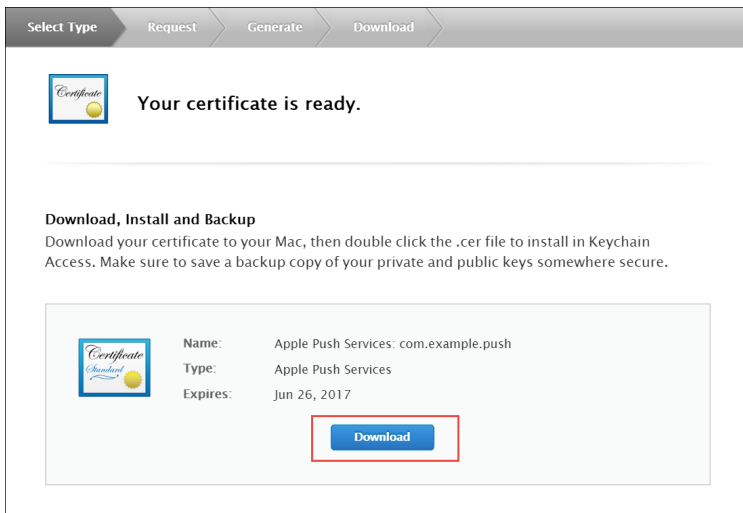 Select Type Request Generate Download
Certificate
Your certificate is ready.
Download, Install and Backup
Download your certificate to your Mac, then double click the .cer file to install in Keychain
Access. Make sure to save a backup copy of your private and public keys somewhere secure.
Certificate
Standard
Name: Apple Push Services: com.example.push
Type: Apple Push Services
Expires: Jun 26, 2017
Download